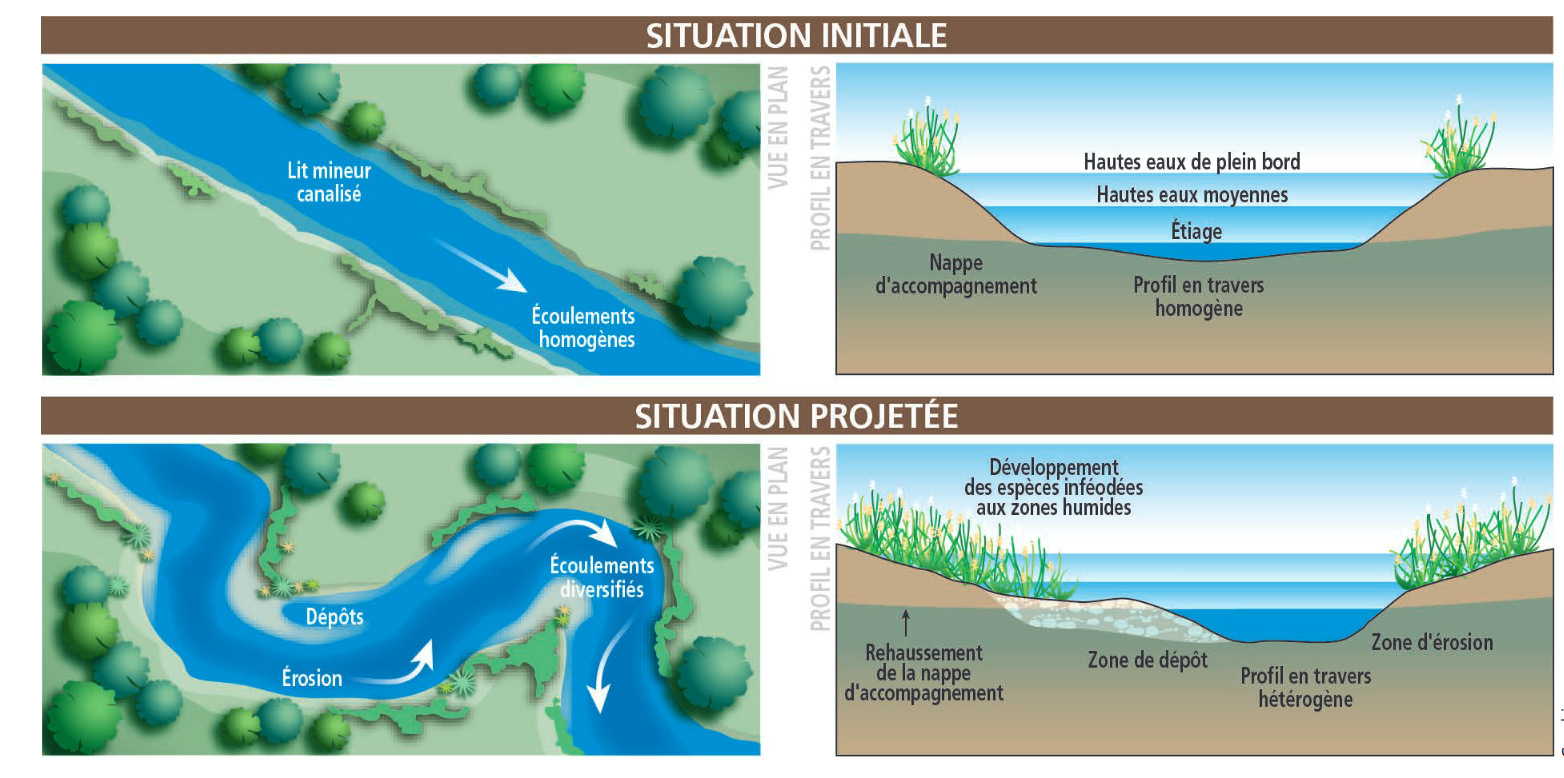 SITUATION INITIALE
Lit mineur
canalisé
Écoulements
homogènes
VUE EN PLAN
PROFIL EN TRAVERS
Hautes eaux de plein bord
Hautes eaux moyennes
Étiage
Nappe
d'accompagnement
Profil en travers
homogène
SITUATION PROJETÉE
Dépôts
Érosion
Écoulements
diversifiés
VUE EN PLAN
PROFIL EN TRAVERS
Développement
des espèces inféodées
aux zones humides
Rehaussement
de la nappe
d'accompagnement
Zone de dépôt
Profil en travers
hétérogène
Zone d'érosion